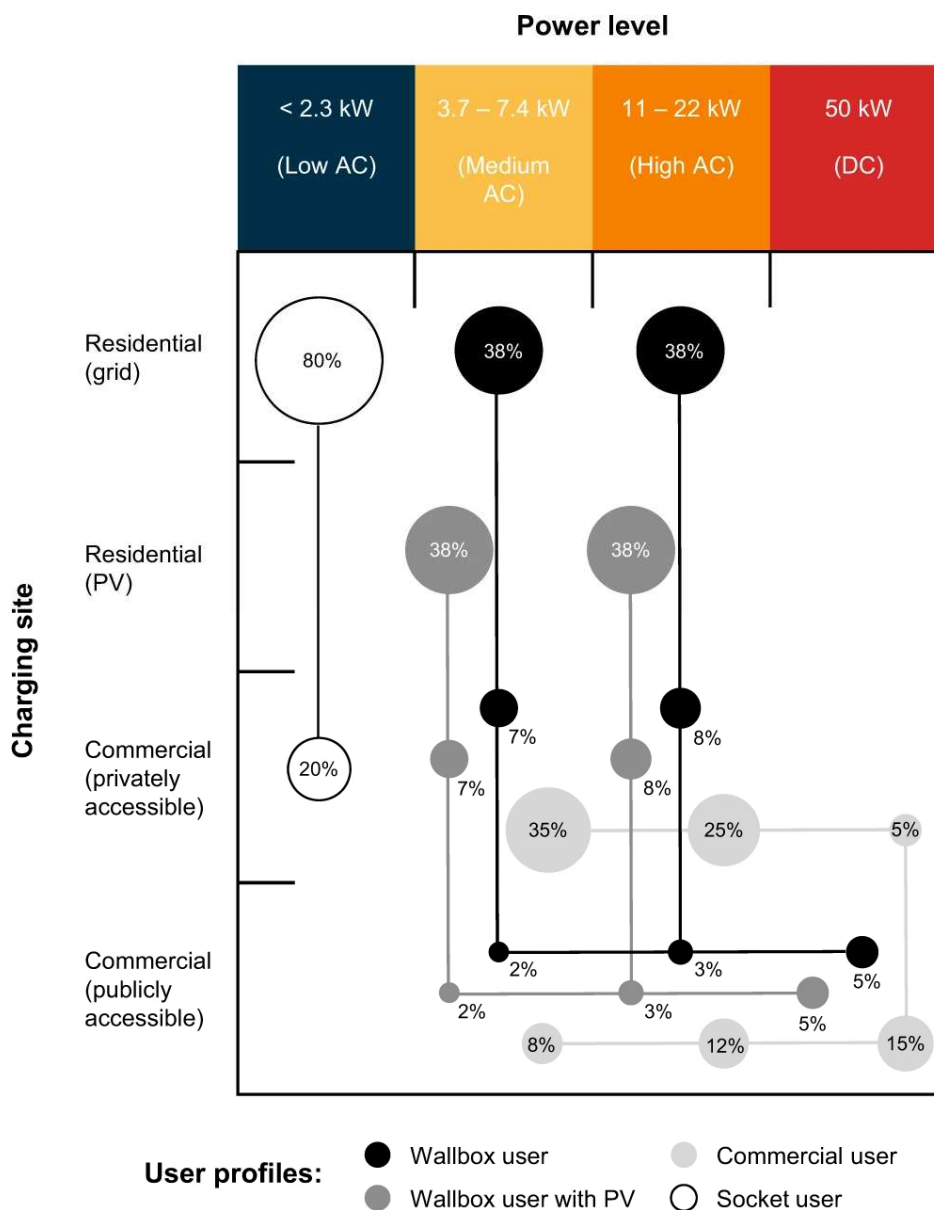 Power level
< 2.3 kW
(Low AC)
3.7 – 7.4 kW
(Medium
AC)
11 – 22 kW
(High AC)
50 kW
(DC)
Charging site
Residential
(grid)
80%
38%
38%
Residential
(PV)
38%
38%
Commercial
(privately
accessible)
20%
7%
8%
7%
8%
35%
25%
5%
Commercial
(publicly
accessible)
2%
3%
5%
2%
3%
5%
8%
12%
15%
User profiles:
Wallbox user
Commercial user
Wallbox user with PV
Socket user